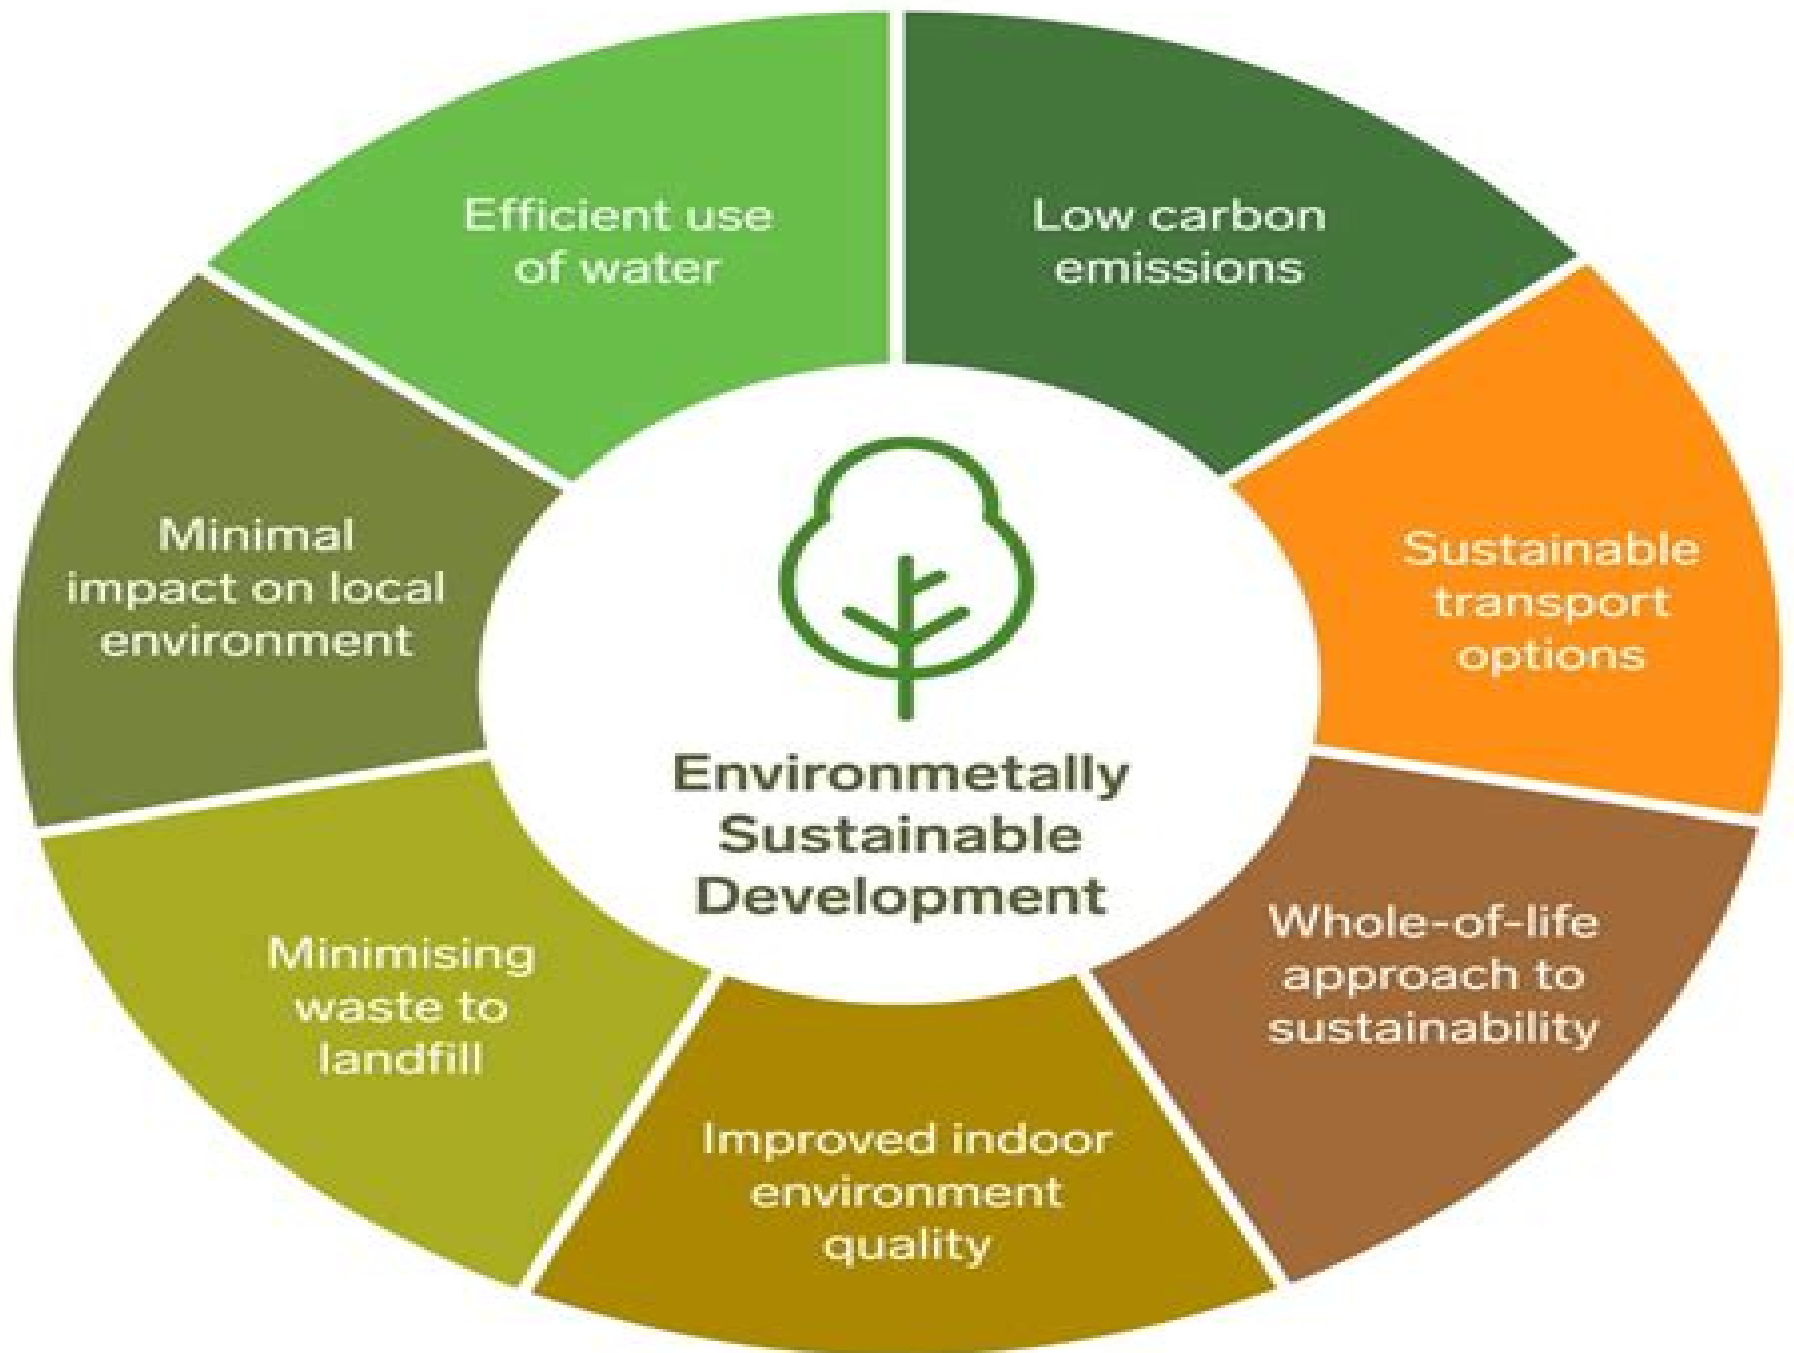 Efficient use
of water
Low carbon
emissions
Sustainable
transport
options
Whole-of-life
approach to
sustainability
Improved indoor
environment
quality
Minimising
waste to
landfill
Minimal
impact on local
environment
Environmetally
Sustainable
Development